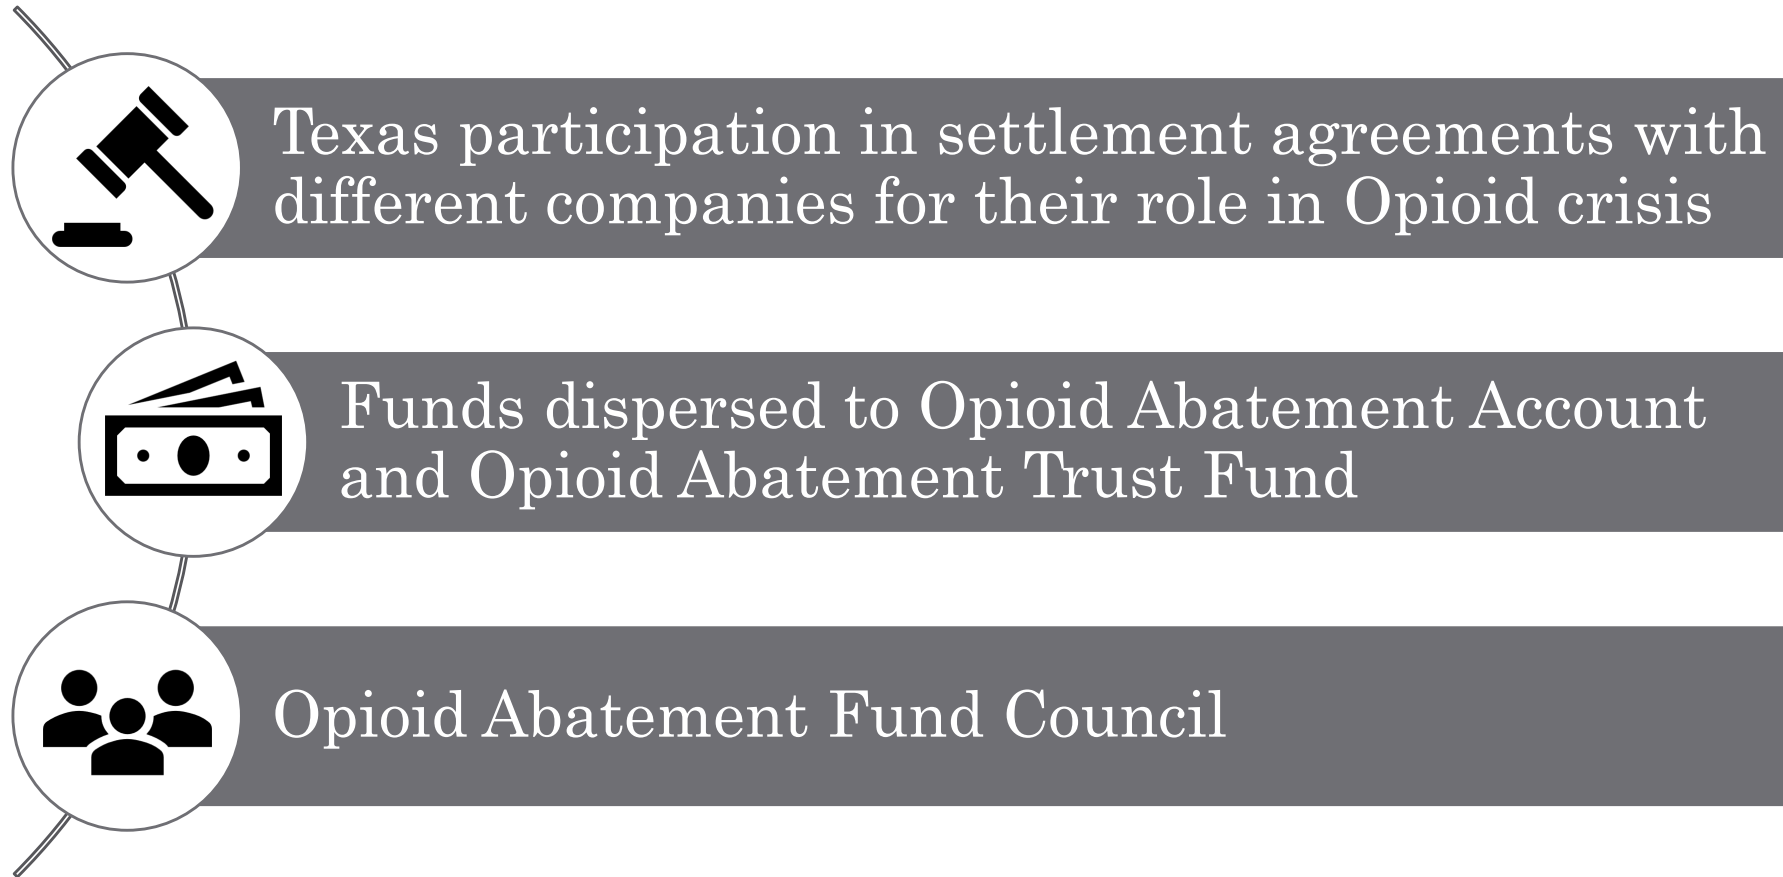 Texas participation in settlement agreements with
different companies for their role in Opioid crisis
Funds dispersed to Opioid Abatement Account
and Opioid Abatement Trust Fund
Opioid Abatement Fund Council